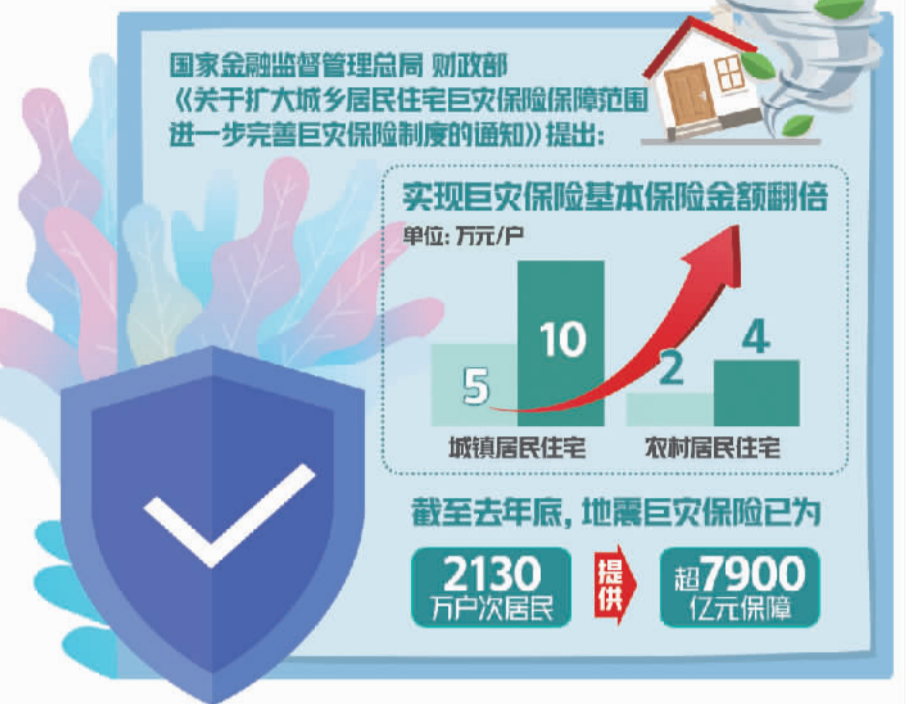 国家金融监督管理总局 财政部
《关于扩大城乡居民住宅巨灾保险保障范围
进一步完善巨灾保险制度的通知》提出:
实现巨灾保险基本保险金额翻倍
单位: 万元/户
5
10
2
4
城镇居民住宅
农村居民住宅
截至去年底, 地震巨灾保险已为
2130
万户次居民
提供
超7900
亿元保障